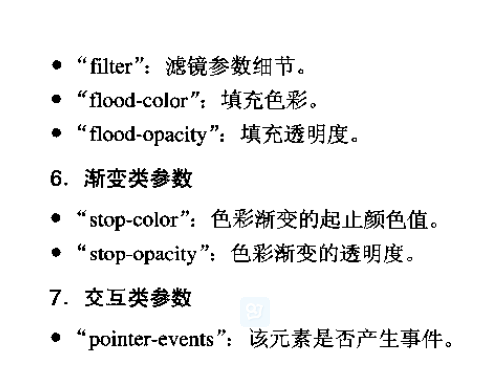 ● “filter”：滤镜参数细节。
● “flood-color”：填充色彩。
● “flood-opacity”：填充透明度。
6．渐变类参数
● “stop-color”：色彩渐变的起止颜色值。
● “stop-opacity”：色彩渐变的透明度。
7．交互类参数
● “pointer-events”：该元素是否产生事件。